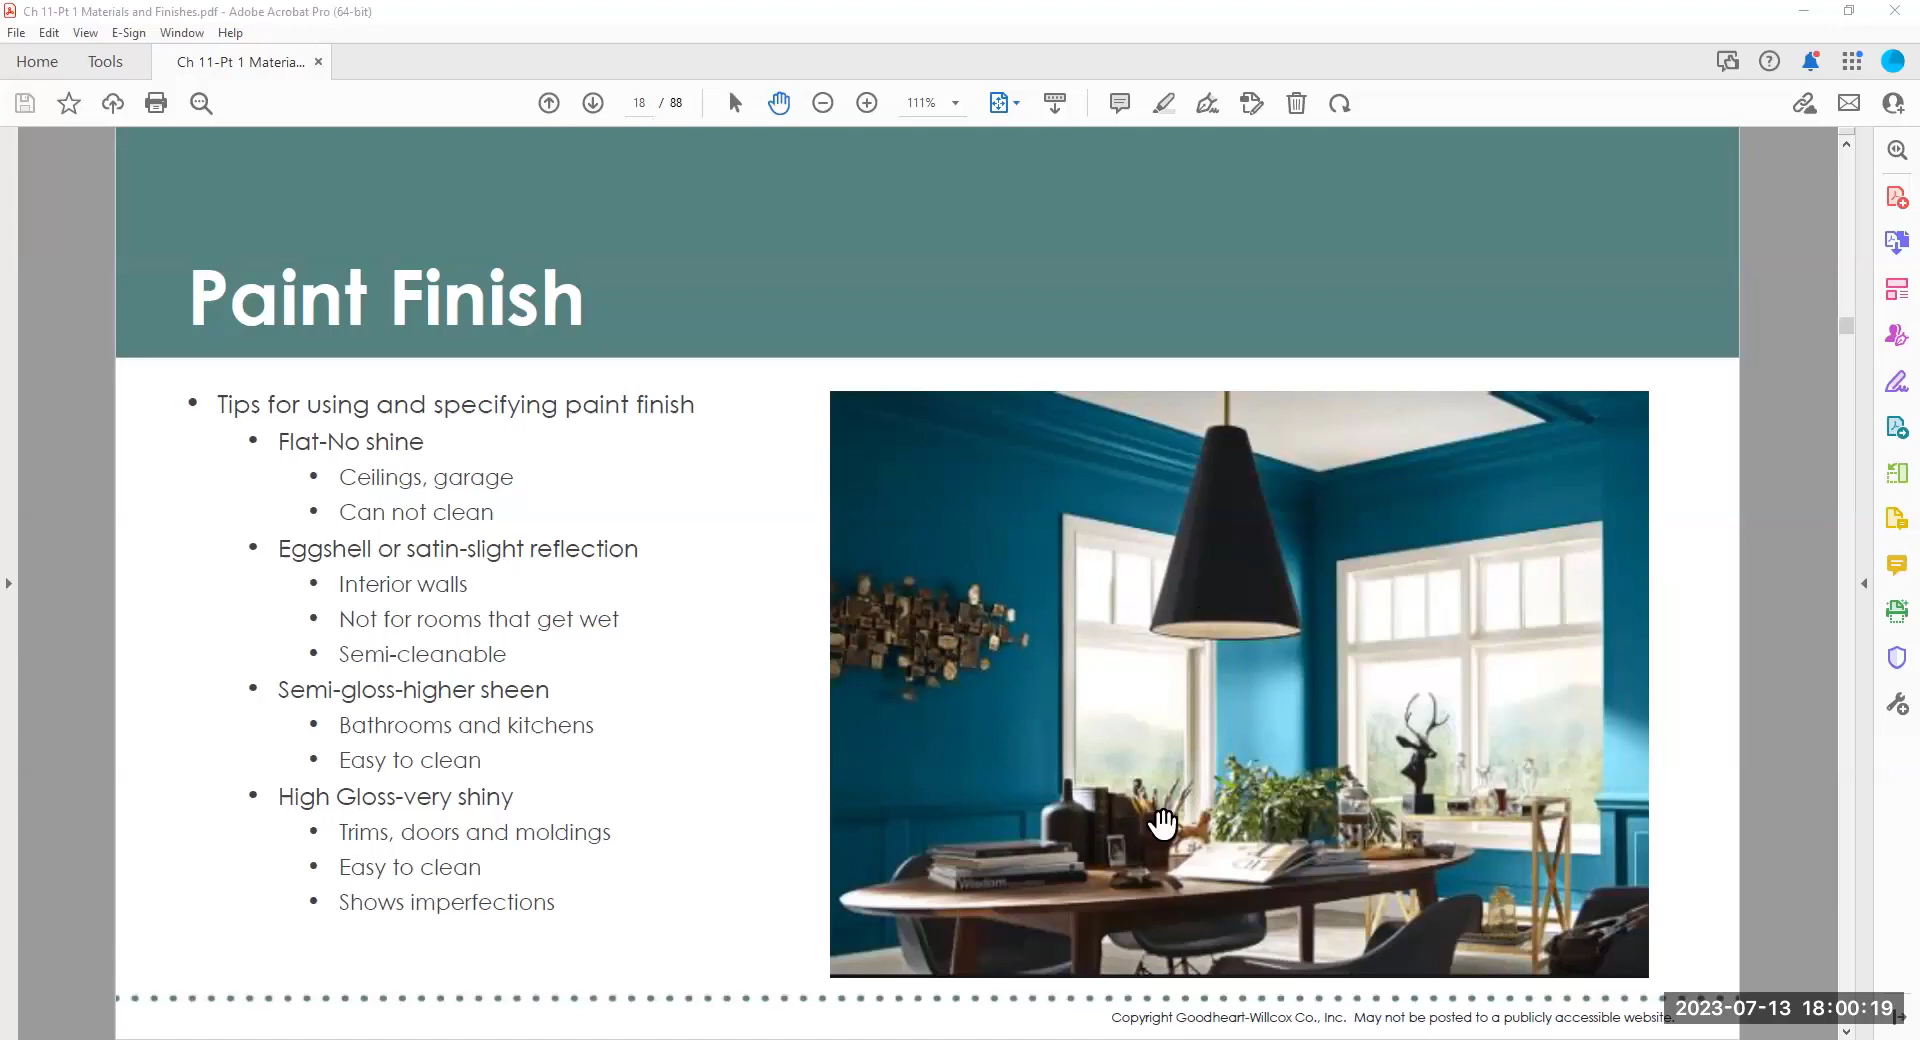 Ch 11-Pt 1 Materials and Finishes.pdf - Adobe Acrobat Pro (64-bit)
File Edit View E-Sign Window Help
Home Tools Ch 11-Pt 1 Materia... ×
18 / 88 111%
Paint Finish
• Tips for using and specifying paint finish
• Flat-No shine
• Ceilings, garage
• Can not clean
• Eggshell or satin-slight reflection
• Interior walls
• Not for rooms that get wet
• Semi-cleanable
• Semi-gloss-higher sheen
• Bathrooms and kitchens
• Easy to clean
• High Gloss-very shiny
• Trims, doors and moldings
• Easy to clean
• Shows imperfections
Wisdom
Copyright Goodheart-Willcox Co., Inc. May not be posted to a publicly accessible website.
2023-07-13 18:00:19